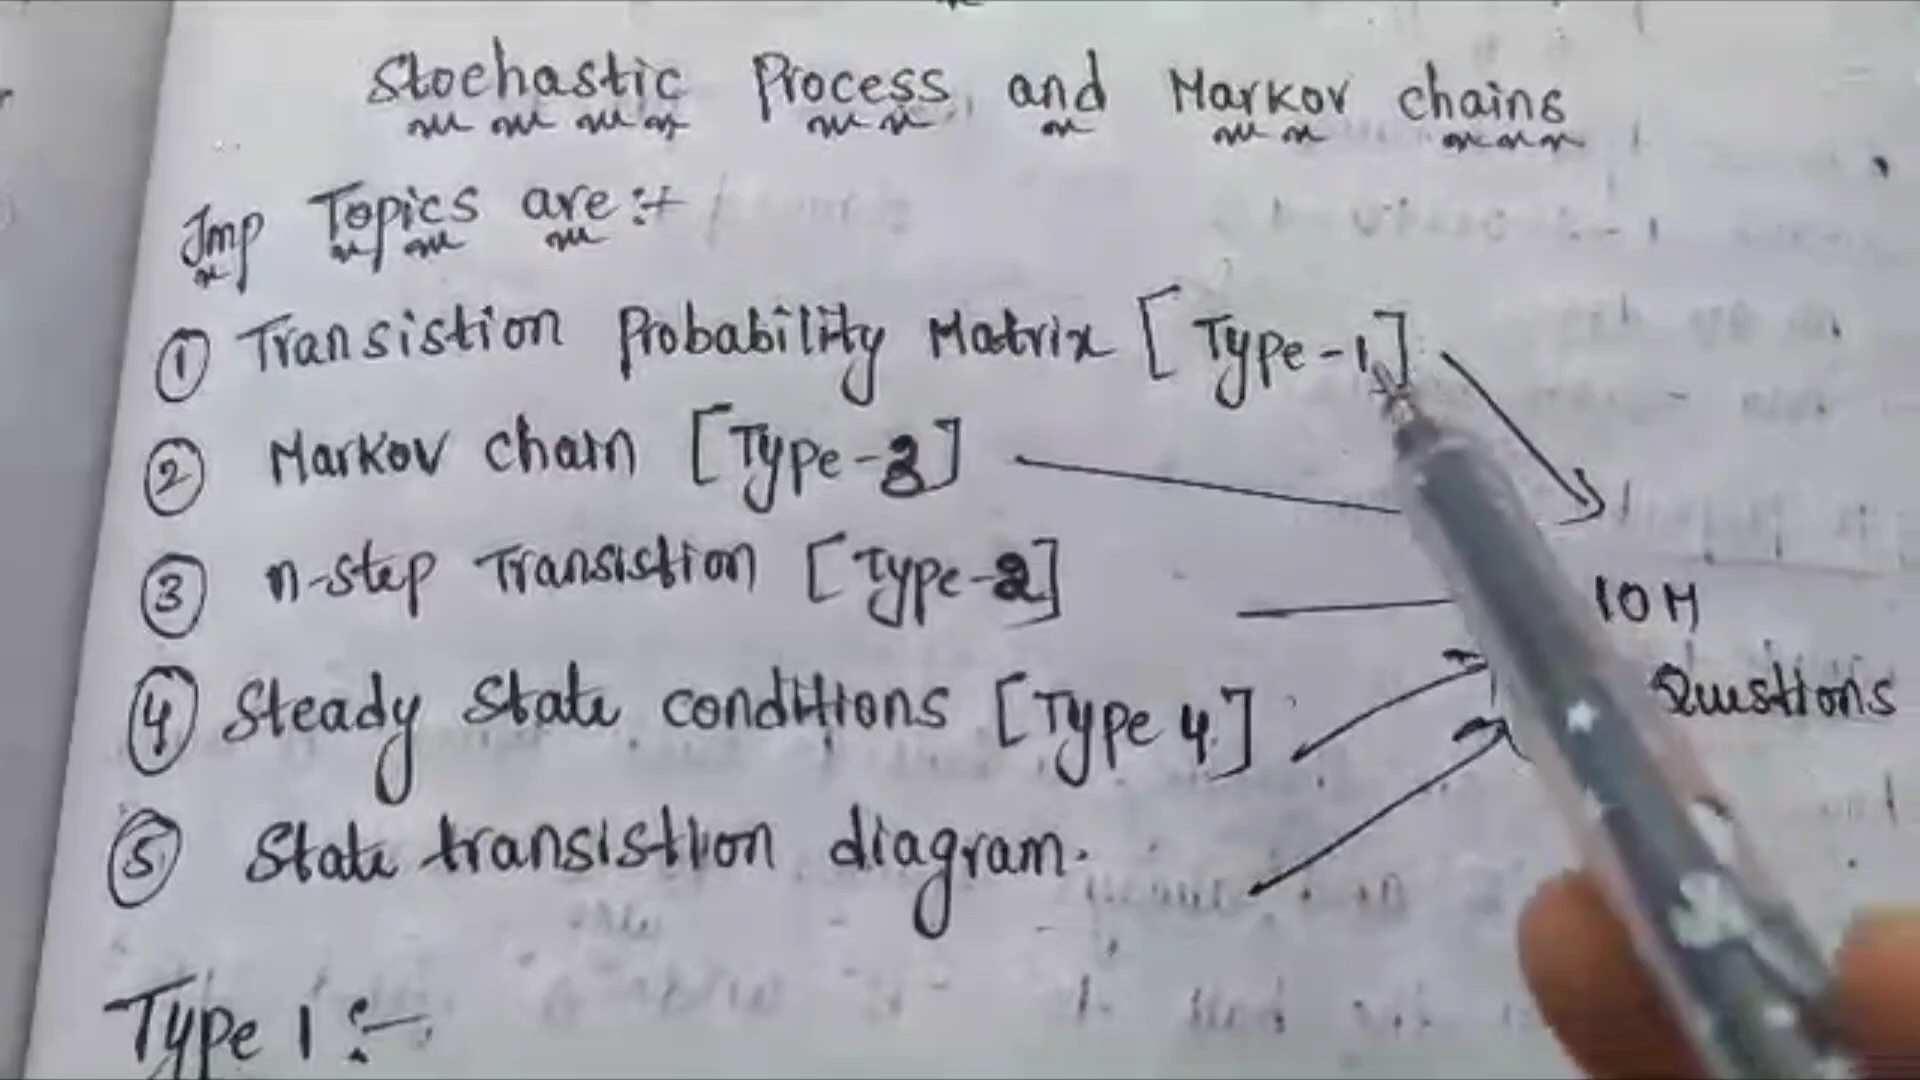 Stochastic Process and Markov chains
Imp Topics are :-
① Transistion Probability Matrix [Type-1]
② Markov chain [Type-3]
③ n-step Transistion [Type-2]
10M
④ Steady State conditions [Type 4]
Questions
⑤ State transistion diagram.
Type 1 :-